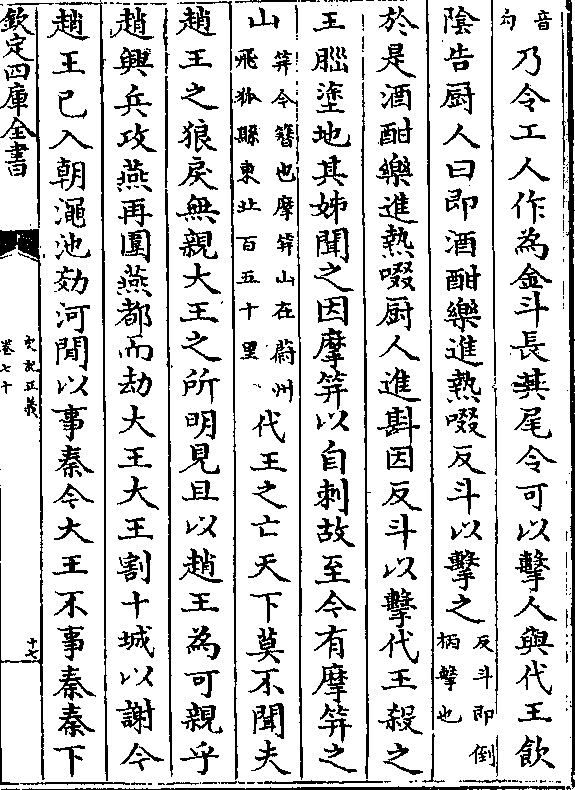 音句乃令工人作為金斗長其尾令可以擊人與代王飲
陰告厨人曰即酒酣樂進熱啜反斗以擊之反斗即倒柄擊也
於是酒酣樂進熱啜厨人進斟因反斗以擊代王殺之
王腦塗地其姊聞之因摩笄以自刺故至今有摩笄之
山笄今簪也摩笄山在蔚州飛狐縣東北百五十里代王之亡天下莫不聞夫
趙王之狼戾無親大王之所明見且以趙王為可親乎
趙興兵攻燕再圍燕都而劫大王大王割十城以謝今
趙王已入朝澠池効河間以事秦今大王不事秦秦下
欽定四庫全書
史記正義
卷七十
十七